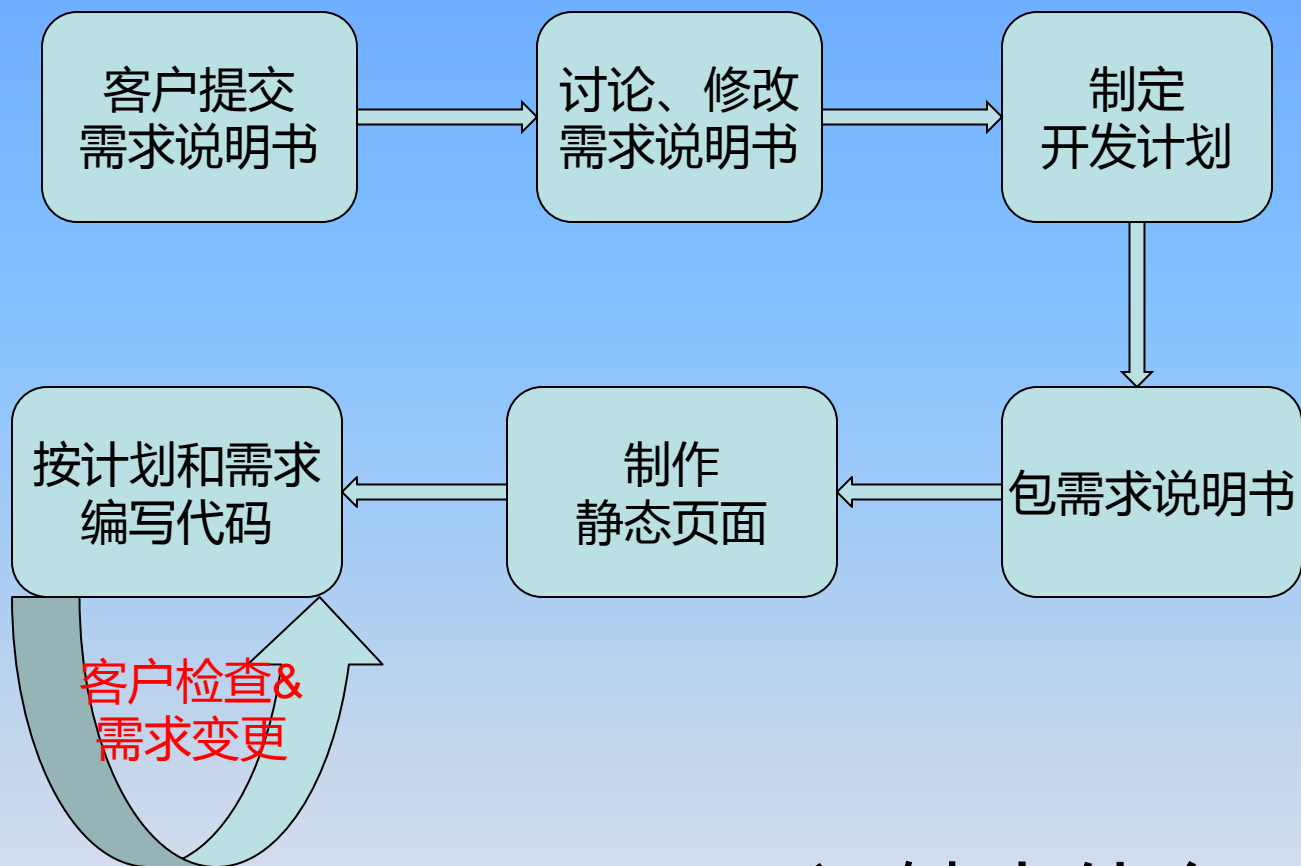 客户提交
需求说明书
讨论、修改
需求说明书
制定
开发计划
按计划和需求
编写代码
制作
静态页面
包需求说明书
客户检查&
需求变更